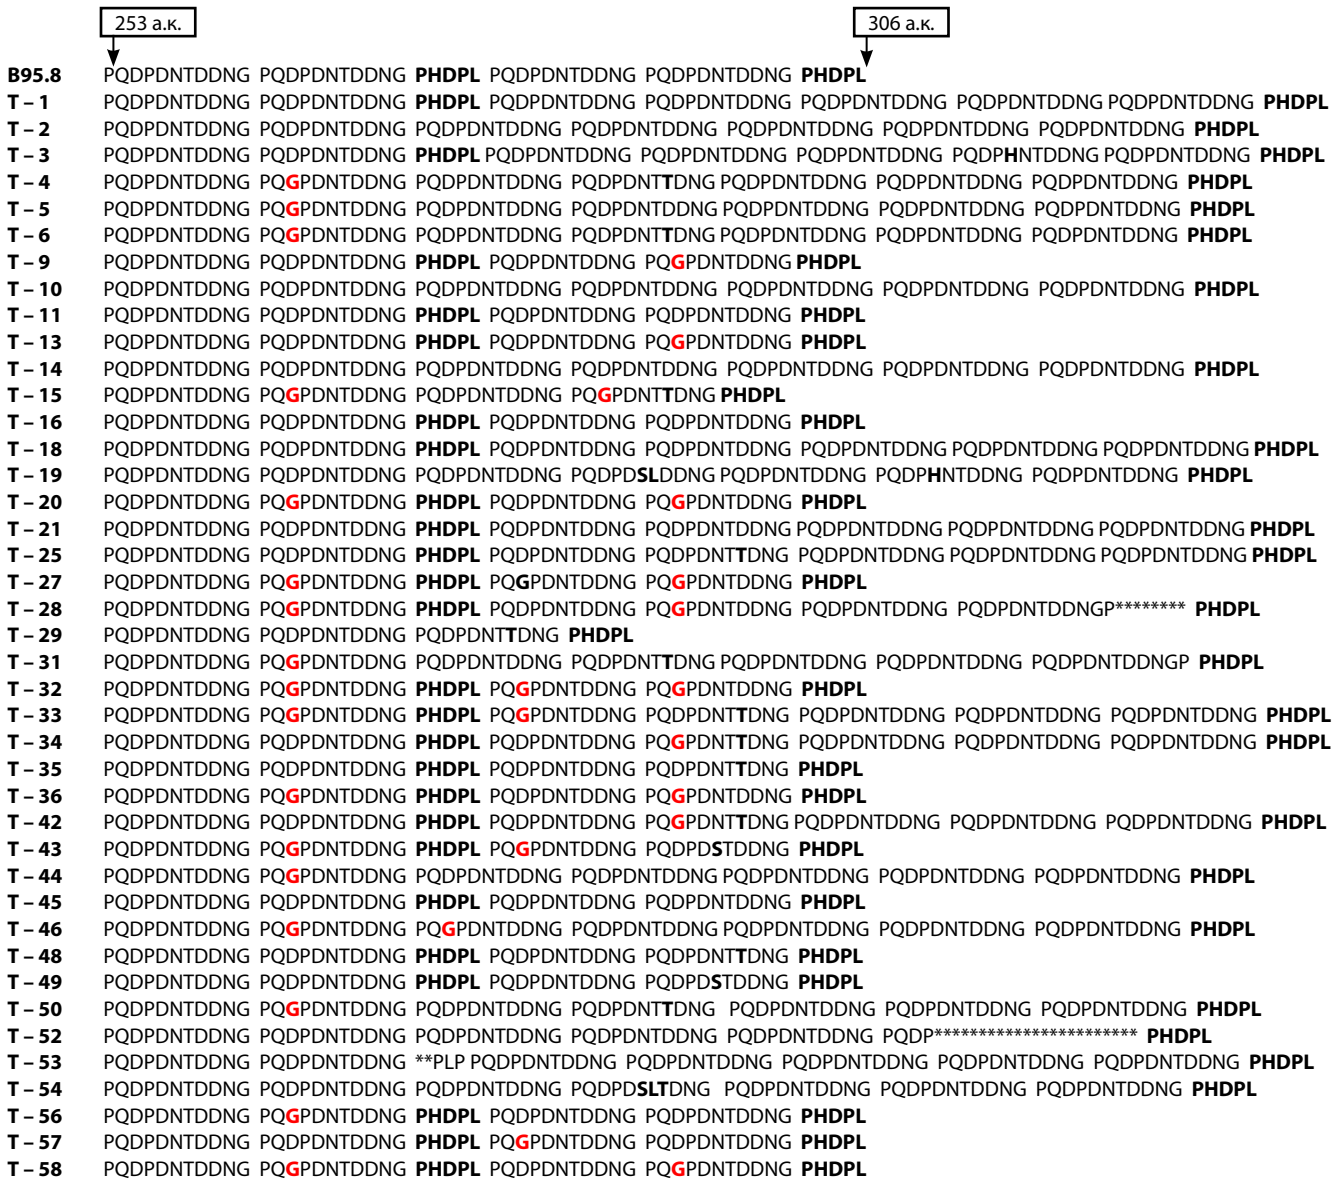 253 а.к. 306 а.к.
B95.8 PQDPDNTDDNG PQDPDNTDDNG PHDPL PQDPDNTDDNG PQDPDNTDDNG PHDPL
T – 1 PQDPDNTDDNG PQDPDNTDDNG PHDPL PQDPDNTDDNG PQDPDNTDDNG PQDPDNTDDNG PQDPDNTDDNG PQDPDNTDDNG PHDPL
T – 2 PQDPDNTDDNG PQDPDNTDDNG PQDPDNTDDNG PQDPDNTDDNG PQDPDNTDDNG PQDPDNTDDNG PQDPDNTDDNG PHDPL
T – 3 PQDPDNTDDNG PQDPDNTDDNG PHDPL PQDPDNTDDNG PQDPDNTDDNG PQDPDNTDDNG PQDPHNTDDNG PQDPDNTDDNG PHDPL
T – 4 PQDPDNTDDNG PQGPDNTDDNG PQDPDNTDDNG PQDPDNTTDNG PQDPDNTDDNG PQDPDNTDDNG PQDPDNTDDNG PHDPL
T – 5 PQDPDNTDDNG PQGPDNTDDNG PQDPDNTDDNG PQDPDNTDDNG PQDPDNTDDNG PQDPDNTDDNG PQDPDNTDDNG PHDPL
T – 6 PQDPDNTDDNG PQGPDNTDDNG PQDPDNTDDNG PQDPDNTTDNG PQDPDNTDDNG PQDPDNTDDNG PQDPDNTDDNG PHDPL
T – 9 PQDPDNTDDNG PQDPDNTDDNG PHDPL PQDPDNTDDNG PQGPDNTDDNG PHDPL
T – 10 PQDPDNTDDNG PQDPDNTDDNG PQDPDNTDDNG PQDPDNTDDNG PQDPDNTDDNG PQDPDNTDDNG PQDPDNTDDNG PHDPL
T – 11 PQDPDNTDDNG PQDPDNTDDNG PHDPL PQDPDNTDDNG PQDPDNTDDNG PHDPL
T – 13 PQDPDNTDDNG PQDPDNTDDNG PHDPL PQDPDNTDDNG PQGPDNTDDNG PHDPL
T – 14 PQDPDNTDDNG PQDPDNTDDNG PQDPDNTDDNG PQDPDNTDDNG PQDPDNTDDNG PQDPDNTDDNG PQDPDNTDDNG PHDPL
T – 15 PQDPDNTDDNG PQGPDNTDDNG PQDPDNTDDNG PQGPDNTTDNG PHDPL
T – 16 PQDPDNTDDNG PQDPDNTDDNG PHDPL PQDPDNTDDNG PQDPDNTDDNG PHDPL
T – 18 PQDPDNTDDNG PQDPDNTDDNG PHDPL PQDPDNTDDNG PQDPDNTDDNG PQDPDNTDDNG PQDPDNTDDNG PQDPDNTDDNG PHDPL
T – 19 PQDPDNTDDNG PQDPDNTDDNG PQDPDNTDDNG PQDPDSLDDNG PQDPDNTDDNG PQDPHNTDDNG PQDPDNTDDNG PHDPL
T – 20 PQDPDNTDDNG PQGPDNTDDNG PHDPL PQDPDNTDDNG PQGPDNTDDNG PHDPL
T – 21 PQDPDNTDDNG PQDPDNTDDNG PHDPL PQDPDNTDDNG PQDPDNTDDNG PQDPDNTDDNG PQDPDNTDDNG PQDPDNTDDNG PHDPL
T – 25 PQDPDNTDDNG PQDPDNTDDNG PHDPL PQDPDNTDDNG PQDPDNTTDNG PQDPDNTDDNG PQDPDNTDDNG PQDPDNTDDNG PHDPL
T – 27 PQDPDNTDDNG PQGPDNTDDNG PHDPL PQGPDNTDDNG PQGPDNTDDNG PHDPL
T – 28 PQDPDNTDDNG PQGPDNTDDNG PHDPL PQDPDNTDDNG PQGPDNTDDNG PQDPDNTDDNG PQDPDNTDDNGP******** PHDPL
T – 29 PQDPDNTDDNG PQDPDNTDDNG PQDPDNTTDNG PHDPL
T – 31 PQDPDNTDDNG PQGPDNTDDNG PQDPDNTDDNG PQDPDNTTDNG PQDPDNTDDNG PQDPDNTDDNG PQDPDNTDDNGP PHDPL
T – 32 PQDPDNTDDNG PQGPDNTDDNG PHDPL PQGPDNTDDNG PQGPDNTDDNG PHDPL
T – 33 PQDPDNTDDNG PQGPDNTDDNG PHDPL PQGPDNTDDNG PQDPDNTTDNG PQDPDNTDDNG PQDPDNTDDNG PQDPDNTDDNG PHDPL
T – 34 PQDPDNTDDNG PQGPDNTDDNG PHDPL PQDPDNTDDNG PQGPDNTTDNG PQDPDNTDDNG PQDPDNTDDNG PQDPDNTDDNG PHDPL
T – 35 PQDPDNTDDNG PQDPDNTDDNG PHDPL PQDPDNTDDNG PQDPDNTTDNG PHDPL
T – 36 PQDPDNTDDNG PQGPDNTDDNG PHDPL PQDPDNTDDNG PQGPDNTDDNG PHDPL
T – 42 PQDPDNTDDNG PQDPDNTDDNG PHDPL PQDPDNTDDNG PQGPDNTTDNG PQDPDNTDDNG PQDPDNTDDNG PQDPDNTDDNG PHDPL
T – 43 PQDPDNTDDNG PQGPDNTDDNG PHDPL PQGPDNTDDNG PQDPDSTDDNG PHDPL
T – 44 PQDPDNTDDNG PQGPDNTDDNG PQDPDNTDDNG PQDPDNTDDNG PQDPDNTDDNG PQDPDNTDDNG PQDPDNTDDNG PHDPL
T – 45 PQDPDNTDDNG PQDPDNTDDNG PHDPL PQDPDNTDDNG PQDPDNTDDNG PHDPL
T – 46 PQDPDNTDDNG PQGPDNTDDNG PQGPDNTDDNG PQDPDNTDDNG PQDPDNTDDNG PQDPDNTDDNG PQDPDNTDDNG PHDPL
T – 48 PQDPDNTDDNG PQDPDNTDDNG PHDPL PQDPDNTDDNG PQDPDNTTDNG PHDPL
T – 49 PQDPDNTDDNG PQDPDNTDDNG PHDPL PQDPDNTDDNG PQDPDSTDDNG PHDPL
T – 50 PQDPDNTDDNG PQGPDNTDDNG PQDPDNTDDNG PQDPDNTTDNG PQDPDNTDDNG PQDPDNTDDNG PQDPDNTDDNG PHDPL
T – 52 PQDPDNTDDNG PQDPDNTDDNG PQDPDNTDDNG PQDPDNTDDNG PQDPDNTDDNG PQDP*********************** PHDPL
T – 53 PQDPDNTDDNG PQDPDNTDDNG **PLP PQDPDNTDDNG PQDPDNTDDNG PQDPDNTDDNG PQDPDNTDDNG PQDPDNTDDNG PHDPL
T – 54 PQDPDNTDDNG PQDPDNTDDNG PQDPDNTDDNG PQDPDSLTDNG PQDPDNTDDNG PQDPDNTDDNG PQDPDNTDDNG PHDPL
T – 56 PQDPDNTDDNG PQGPDNTDDNG PHDPL PQDPDNTDDNG PQDPDNTDDNG PHDPL
T – 57 PQDPDNTDDNG PQDPDNTDDNG PHDPL PQGPDNTDDNG PQDPDNTDDNG PHDPL
T – 58 PQDPDNTDDNG PQGPDNTDDNG PHDPL PQDPDNTDDNG PQGPDNTDDNG PHDPL